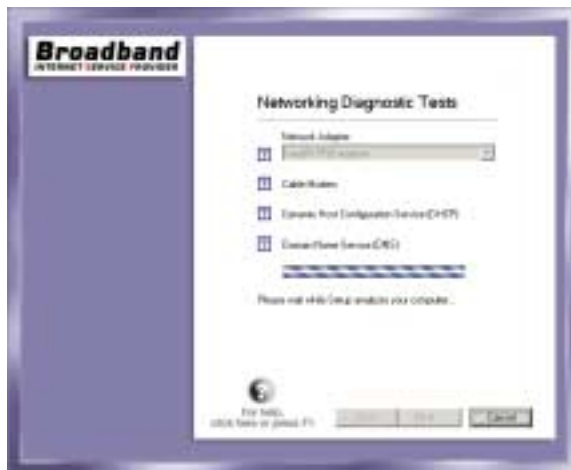 Broadband
INTERNET SERVICE PROVIDER
Networking Diagnostic Tests
Network Adapter
Cable Modem
Dynamic Host Configuration Service (DHCP)
Domain Name Service (DNS)
Please wait while Setup analyzes your computer...
For help,
click here or press F1
Cancel